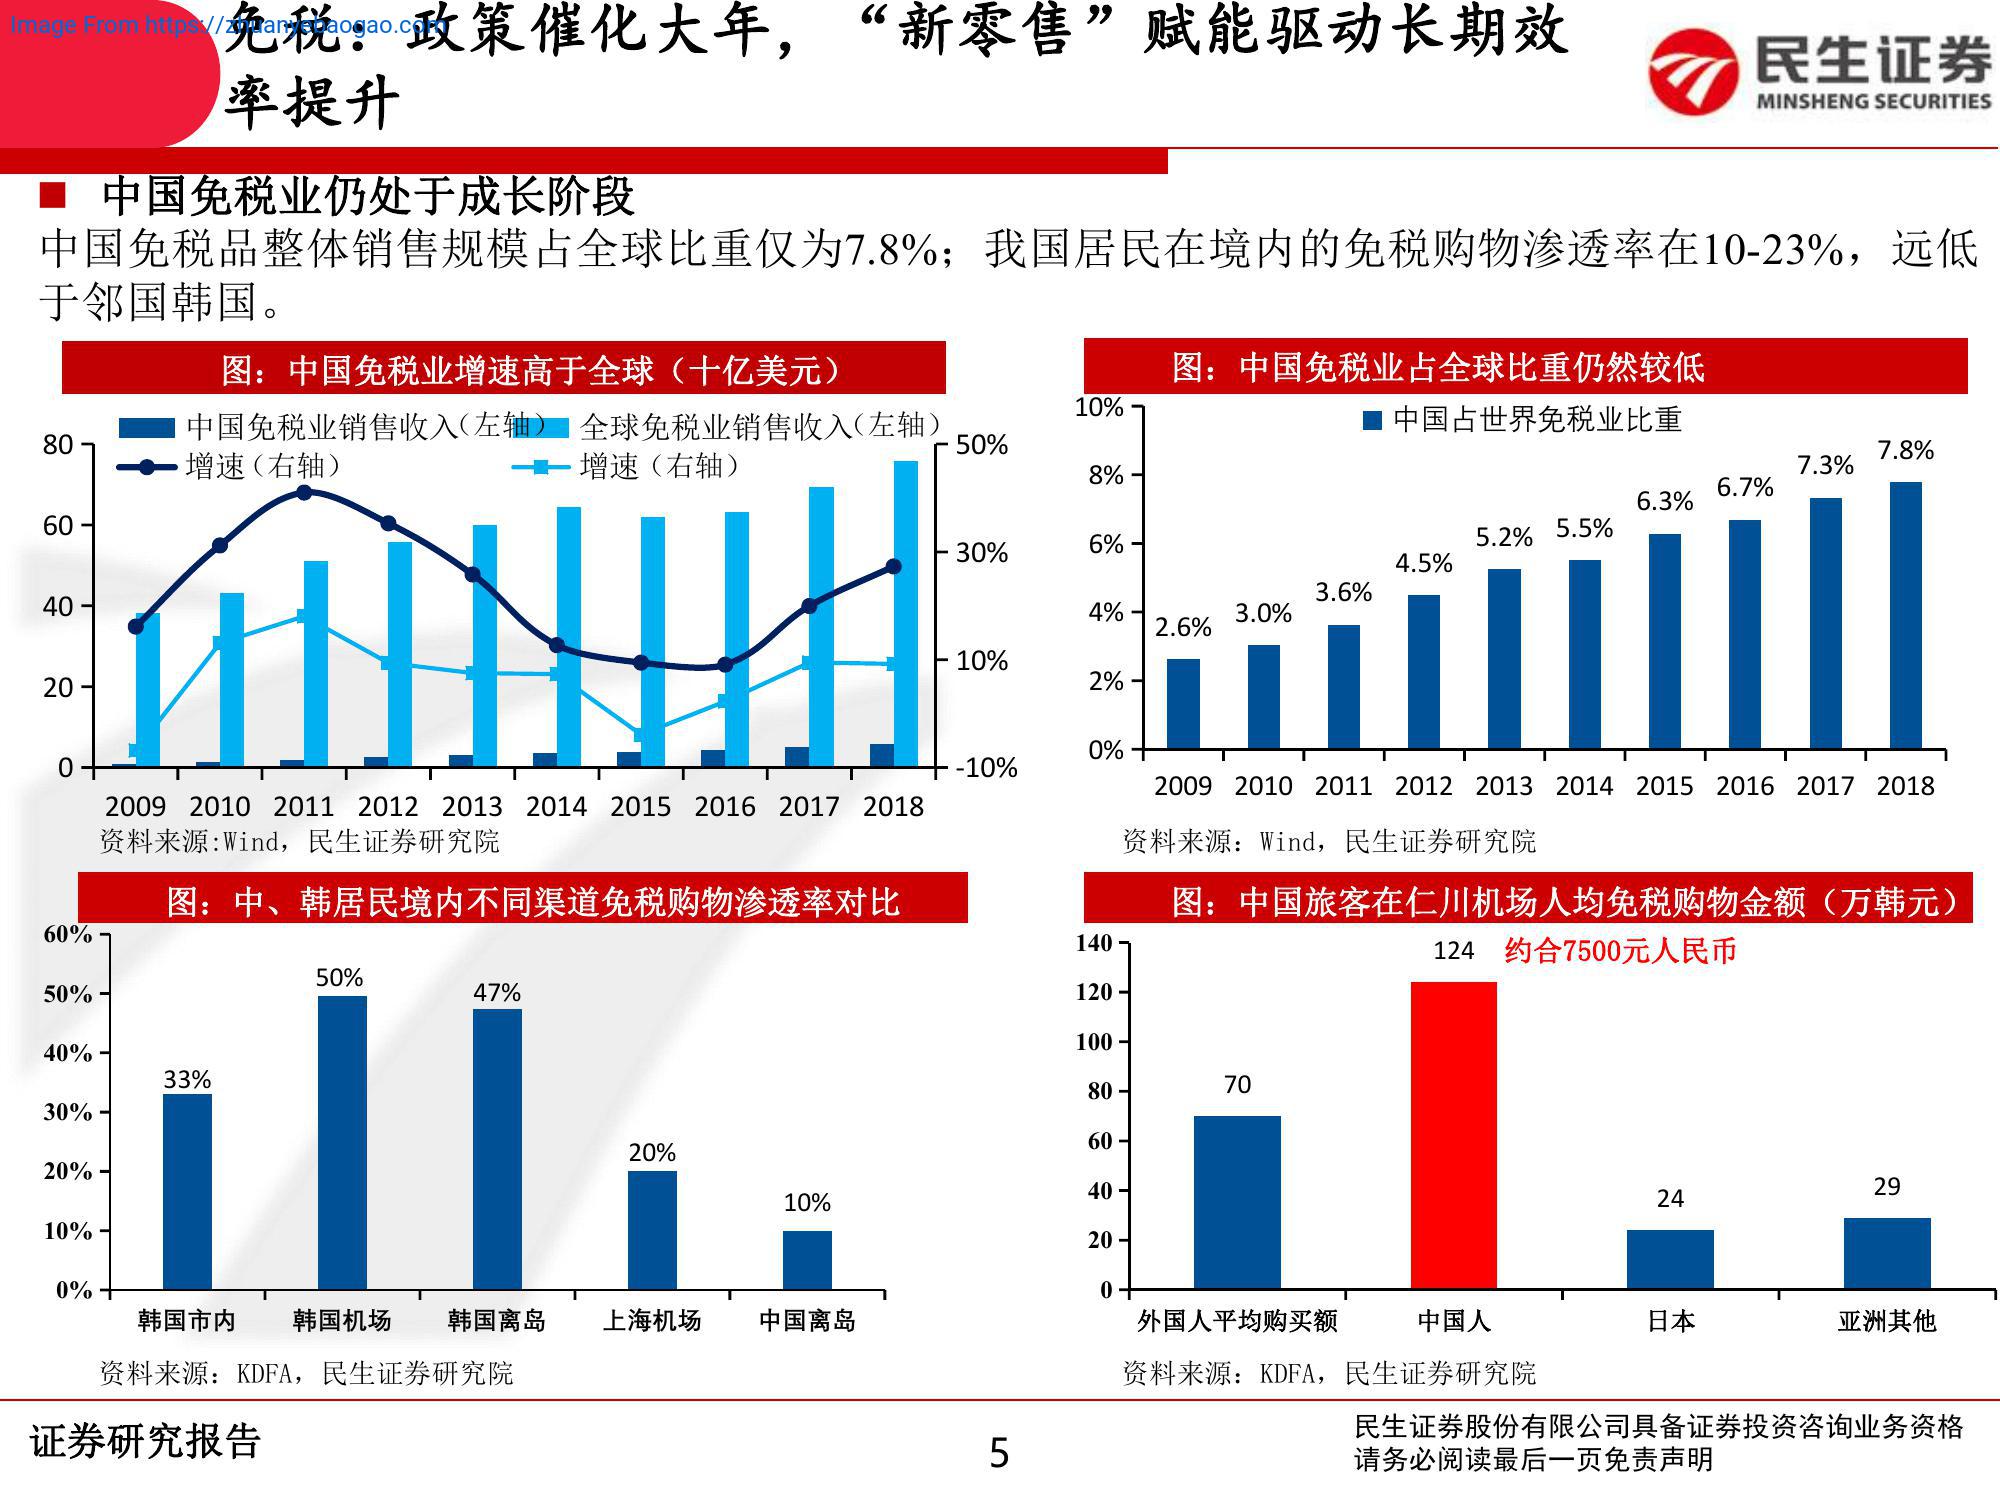 Image From https://zhuanyebaogao.com
免税：政策催化大年，“新零售”赋能驱动长期效
率提升
民生证券
MINSHENG SECURITIES
中国免税业仍处于成长阶段
中国免税品整体销售规模占全球比重仅为7.8%；我国居民在境内的免税购物渗透率在10-23%，远低
于邻国韩国。
图：中国免税业增速高于全球（十亿美元）
中国免税业销售收入（左轴） 全球免税业销售收入（左轴）
增速（右轴） 增速（右轴）
80 50%
60 30%
40
20 10%
0 -10%
2009 2010 2011 2012 2013 2014 2015 2016 2017 2018
资料来源:Wind，民生证券研究院
图：中国免税业占全球比重仍然较低
中国占世界免税业比重
10%
8%
6%
4%
2%
0%
2.6% 3.0% 3.6% 4.5% 5.2% 5.5% 6.3% 6.7% 7.3% 7.8%
2009 2010 2011 2012 2013 2014 2015 2016 2017 2018
资料来源：Wind，民生证券研究院
图：中、韩居民境内不同渠道免税购物渗透率对比
60%
50%
40%
30%
20%
10%
0%
33% 50% 47% 20% 10%
韩国市内 韩国机场 韩国离岛 上海机场 中国离岛
资料来源：KDFA，民生证券研究院
图：中国旅客在仁川机场人均免税购物金额（万韩元）
140
120
100
80
60
40
20
0
70 124 约合7500元人民币 24 29
外国人平均购买额 中国人 日本 亚洲其他
资料来源：KDFA，民生证券研究院
证券研究报告
5
民生证券股份有限公司具备证券投资咨询业务资格
请务必阅读最后一页免责声明